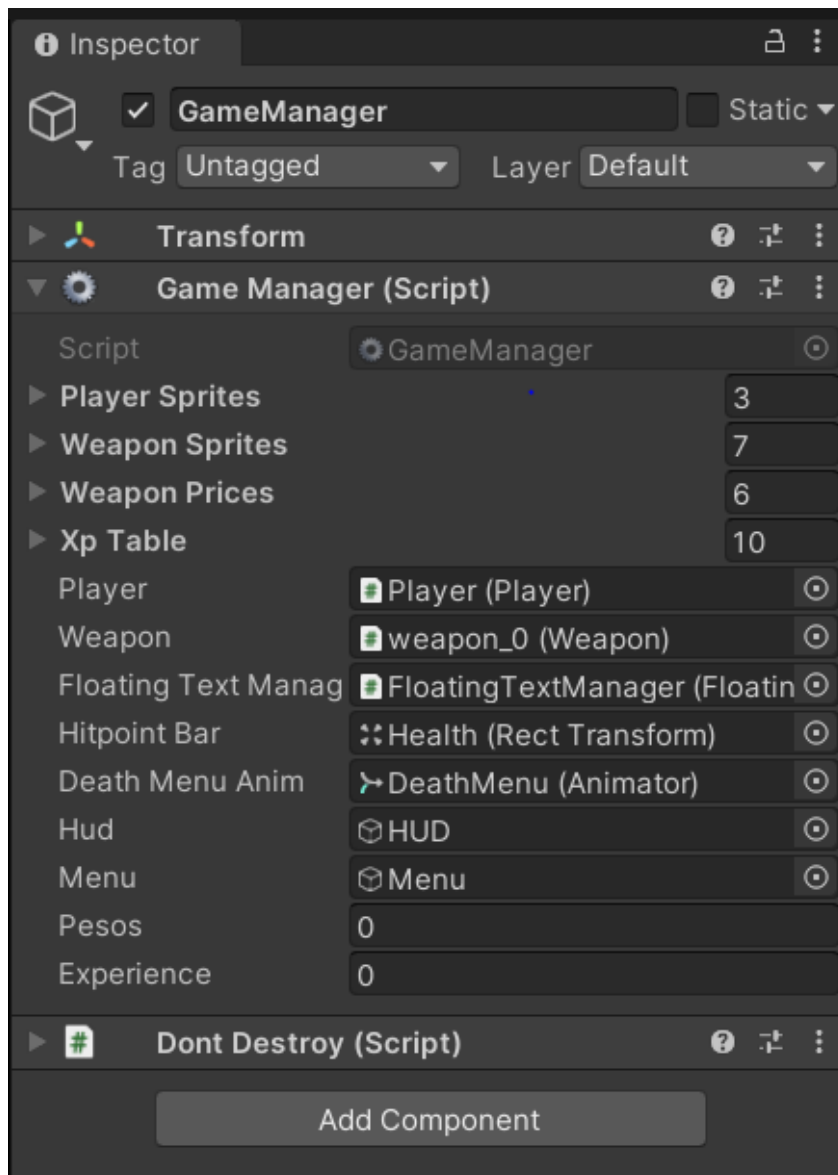 Inspector
GameManager Static
Tag Untagged Layer Default
Transform
Game Manager (Script)
Script GameManager
Player Sprites 3
Weapon Sprites 7
Weapon Prices 6
Xp Table 10
Player Player (Player)
Weapon weapon_0 (Weapon)
Floating Text Manag FloatingTextManager (Floatin
Hitpoint Bar Health (Rect Transform)
Death Menu Anim DeathMenu (Animator)
Hud HUD
Menu Menu
Pesos 0
Experience 0
# Dont Destroy (Script)
Add Component